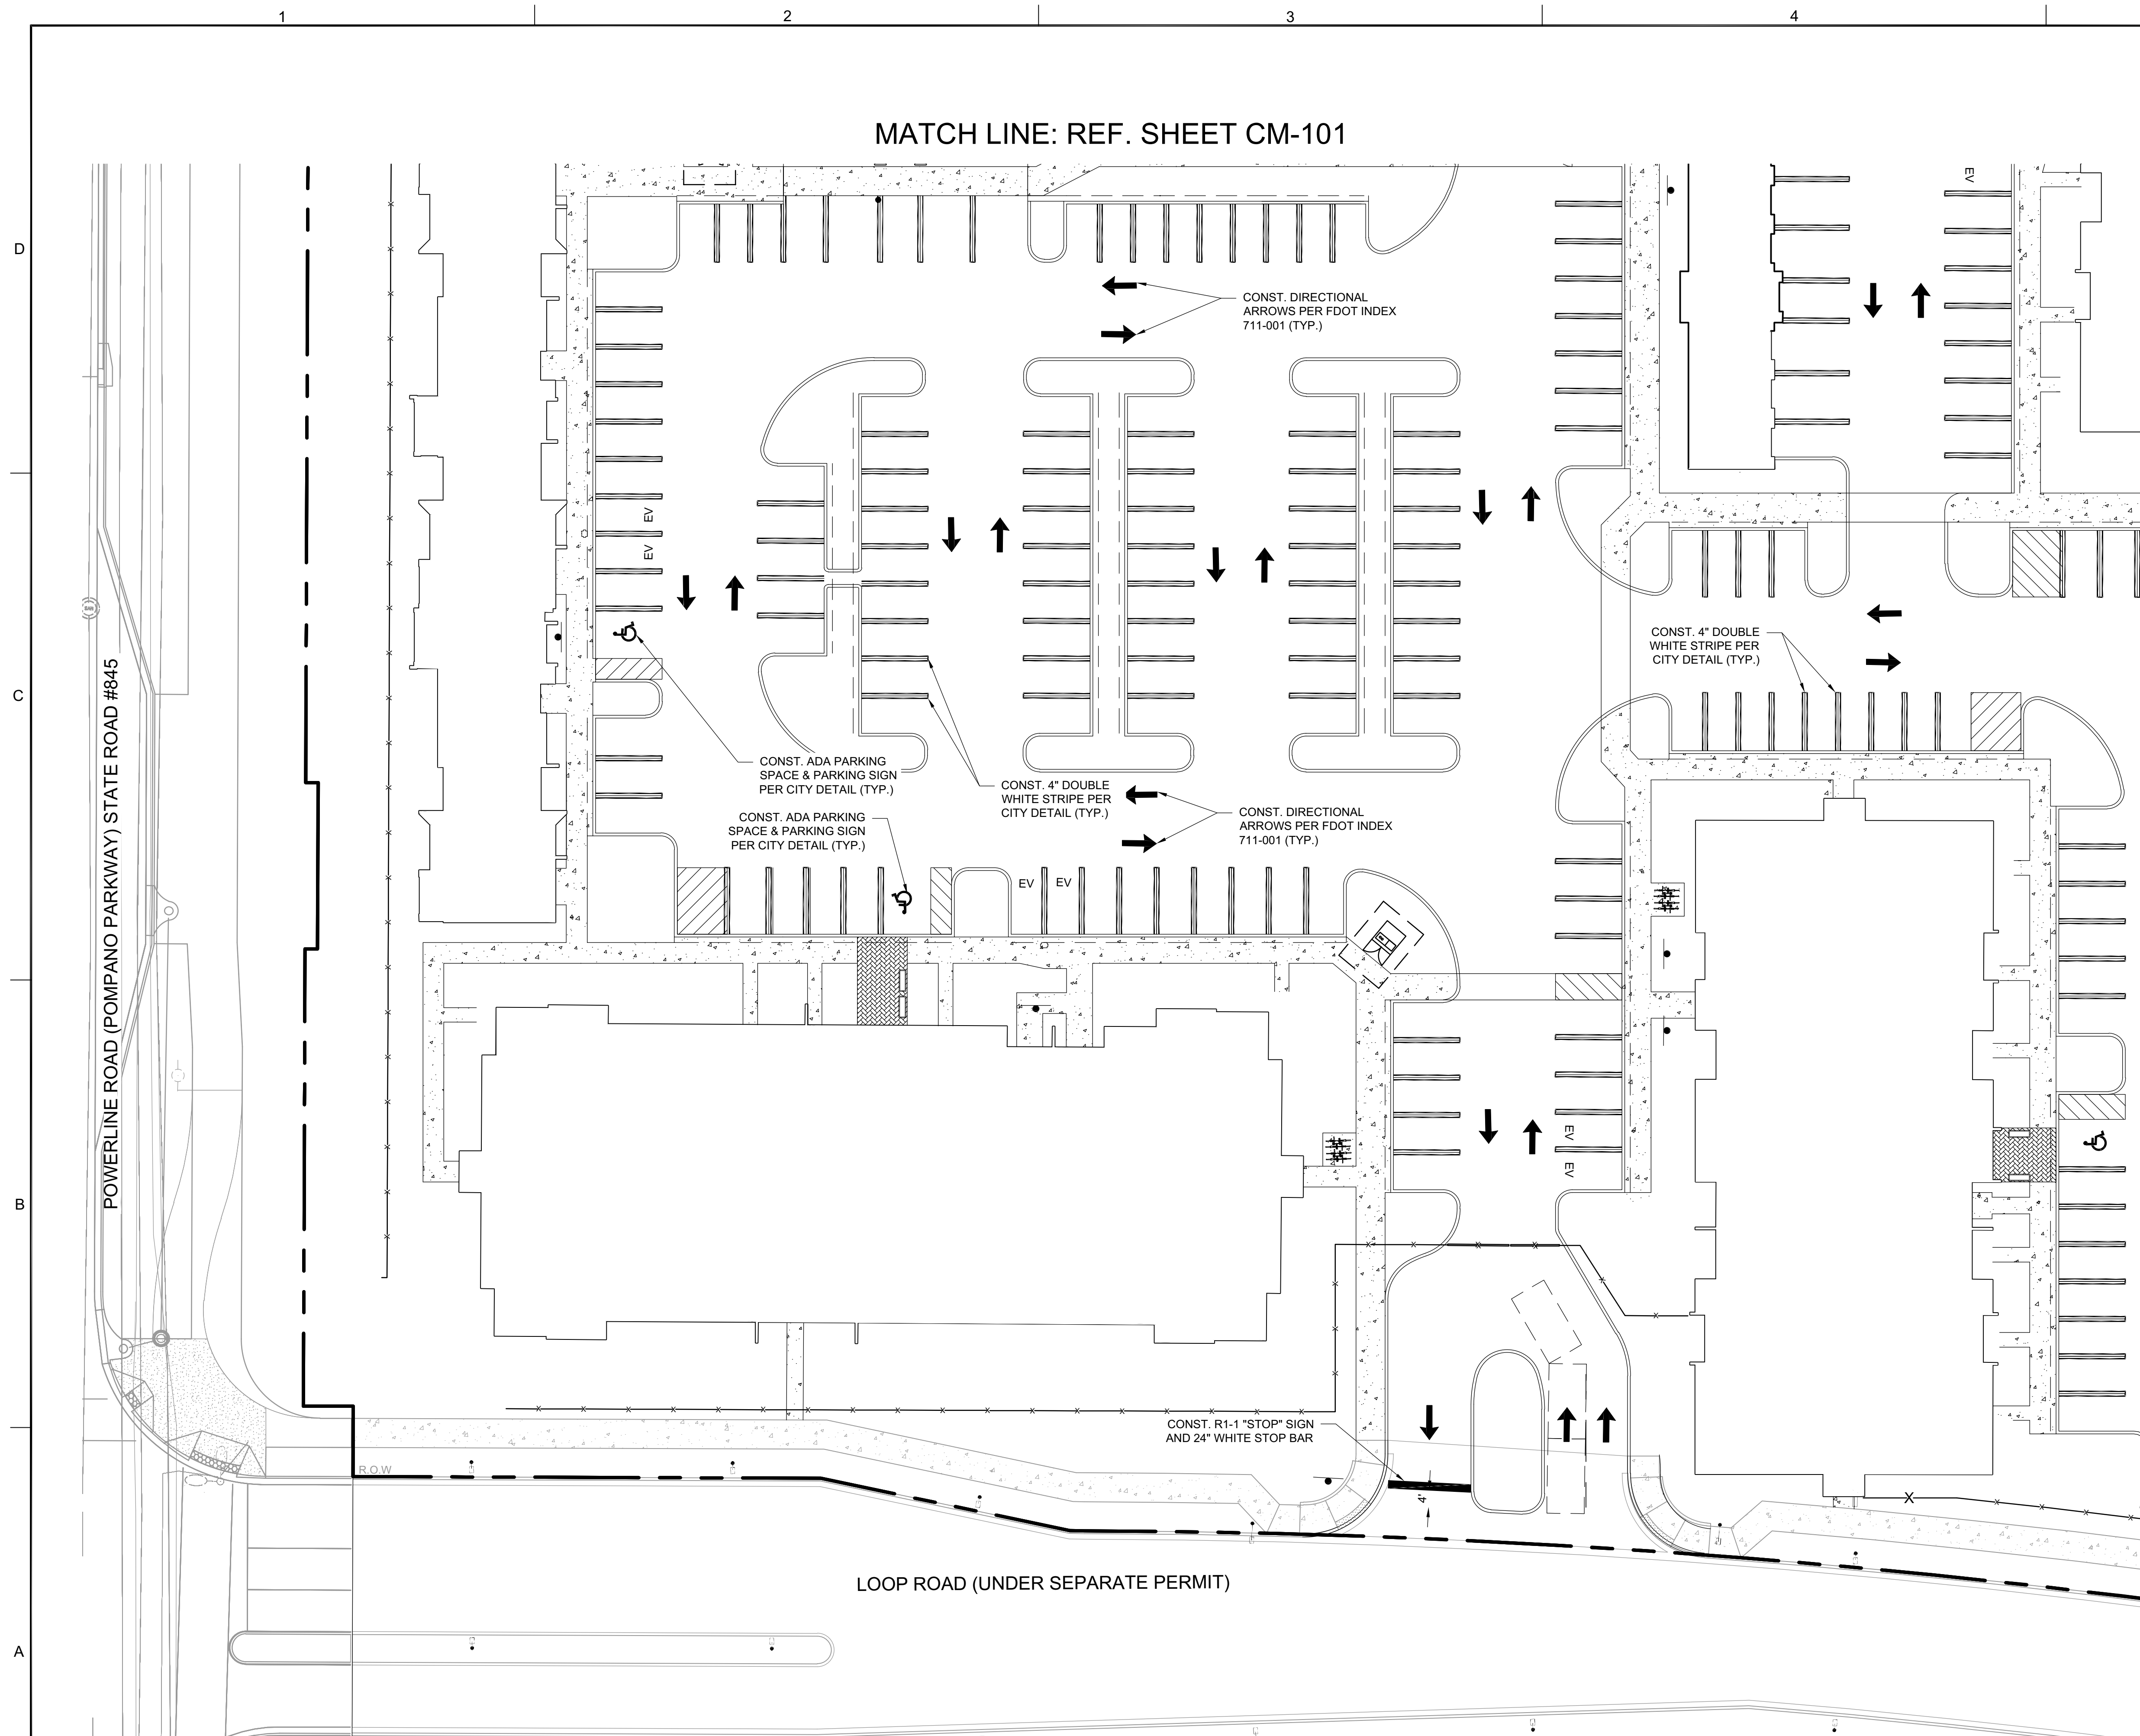 1
2
3
4
MATCH LINE: REF. SHEET CM-101
D
EV
CONST. DIRECTIONAL
ARROWS PER FDOT INDEX
711-001 (TYP.)
EV
EV
C
CONST. 4" DOUBLE
WHITE STRIPE PER
CITY DETAIL (TYP.)
POWERLINE ROAD (POMPANO PARKWAY) STATE ROAD #845
CONST. ADA PARKING
SPACE & PARKING SIGN
PER CITY DETAIL (TYP.)
CONST. 4" DOUBLE
WHITE STRIPE PER
CITY DETAIL (TYP.)
CONST. ADA PARKING
SPACE & PARKING SIGN
PER CITY DETAIL (TYP.)
CONST. DIRECTIONAL
ARROWS PER FDOT INDEX
711-001 (TYP.)
EV
EV
EV
EV
B
CONST. R1-1 "STOP" SIGN
AND 24" WHITE STOP BAR
R.O.W
4'
LOOP ROAD (UNDER SEPARATE PERMIT)
A